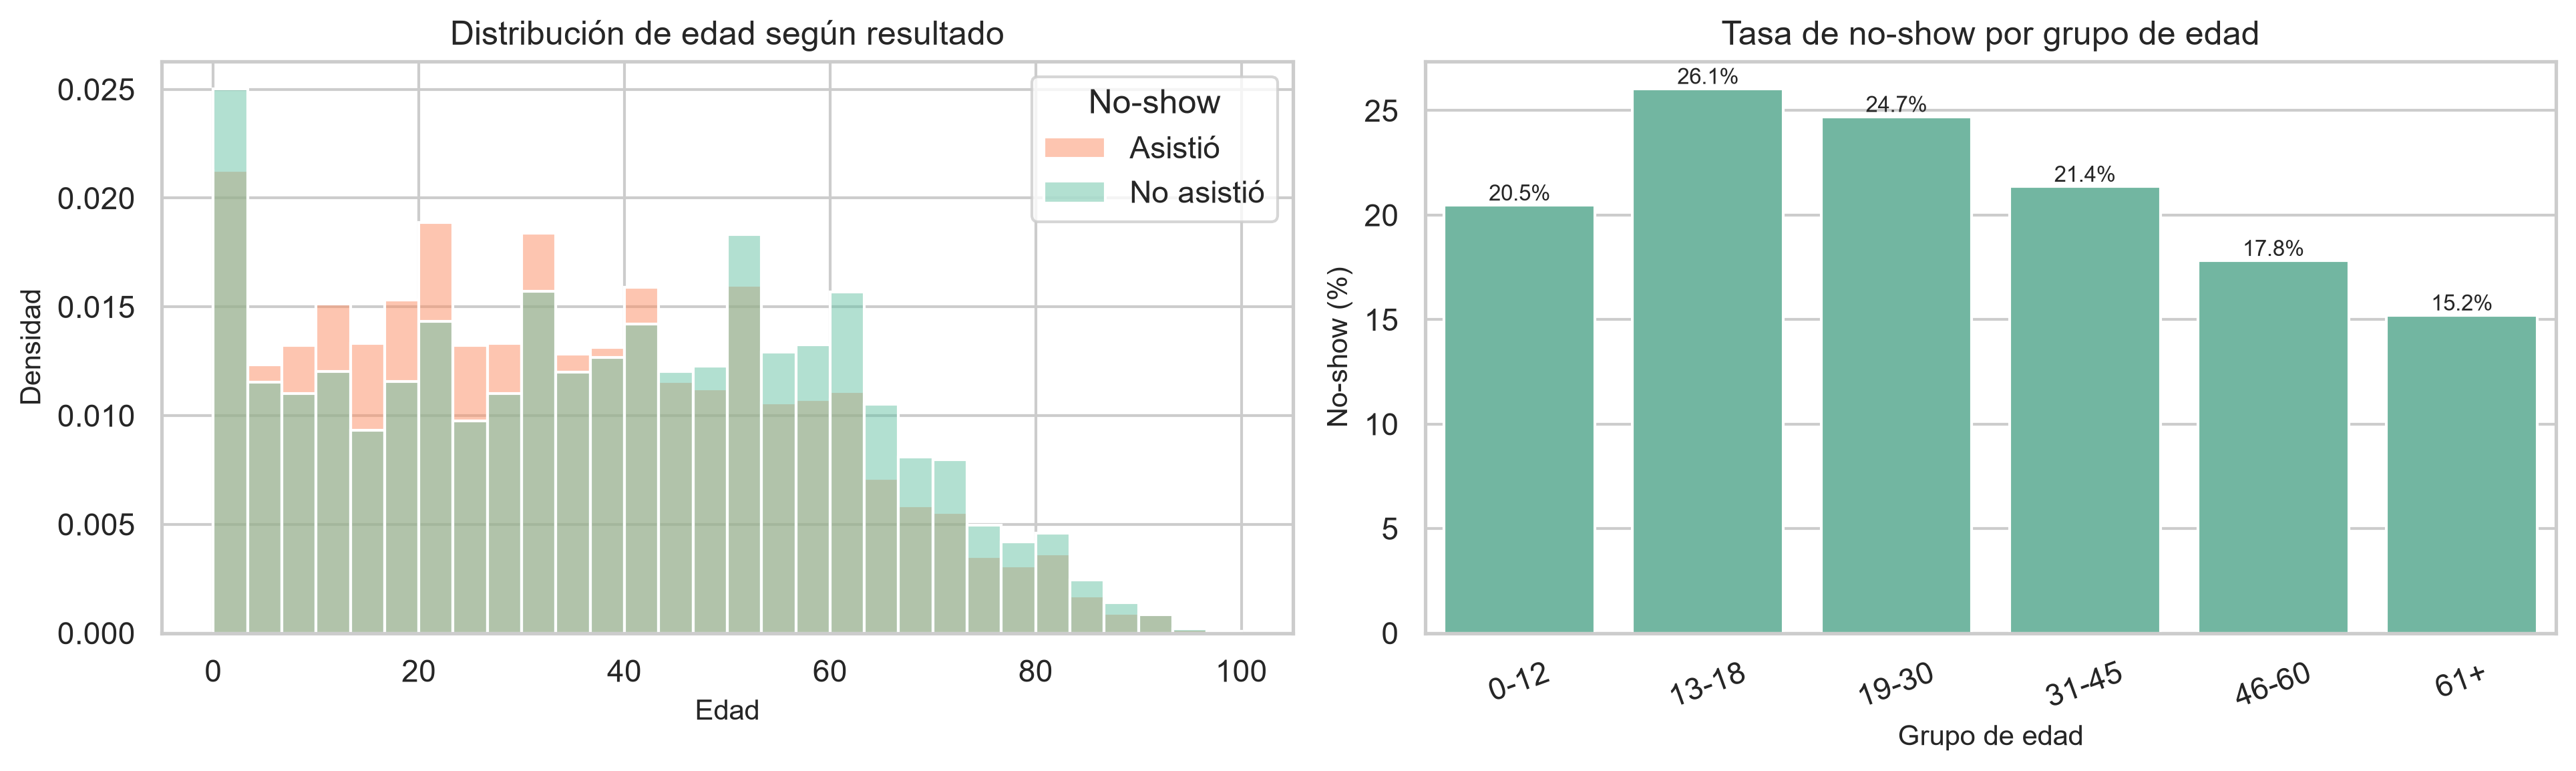 Distribución de edad según resultado
0.025
0.020
0.015
0.010
0.005
0.000
Densidad
0 20 40 60 80 100
Edad
No-show
Asistió
No asistió
Tasa de no-show por grupo de edad
25
20
15
10
5
0
No-show (%)
20.5%
26.1%
24.7%
21.4%
17.8%
15.2%
0-12 13-18 19-30 31-45 46-60 61+
Grupo de edad